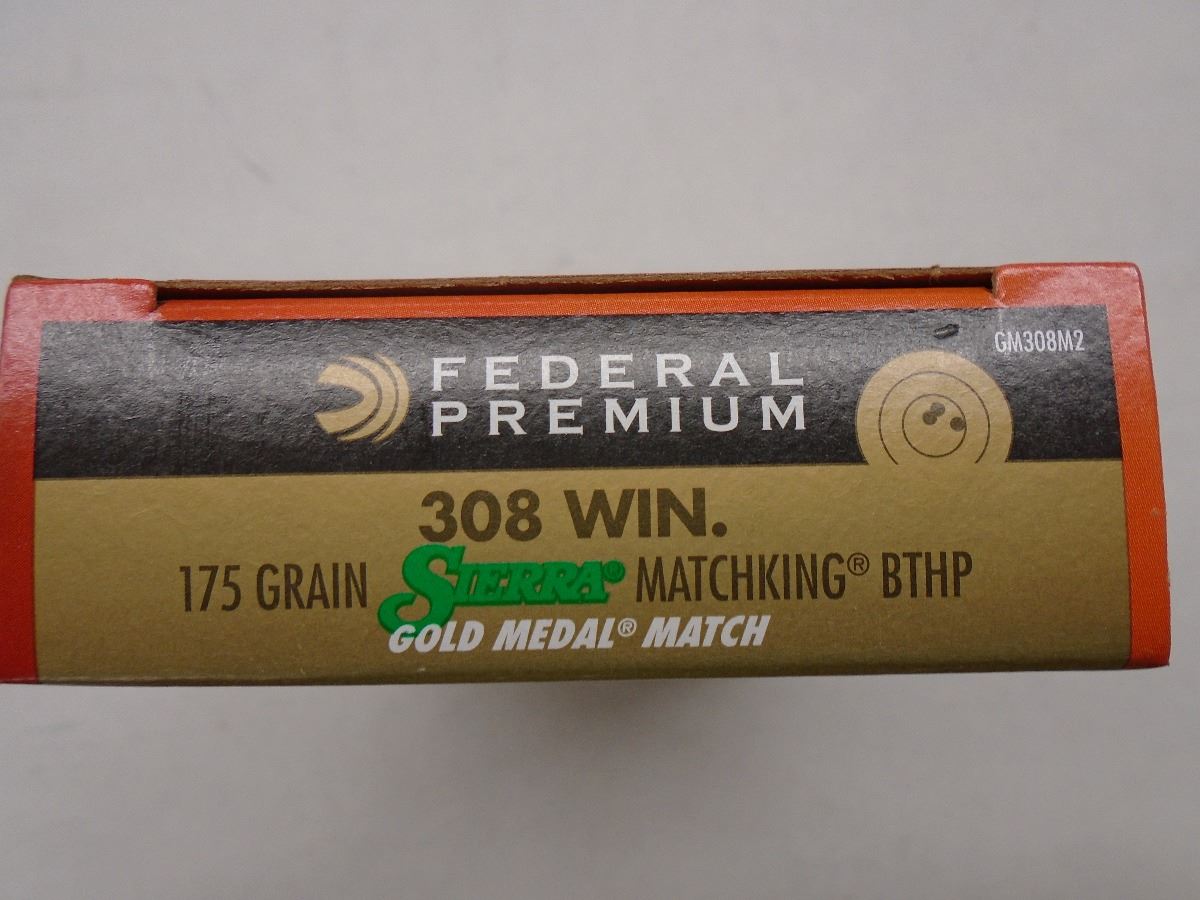 GM308M2
FEDERAL
PREMIUM
308 WIN.
175 GRAIN SIERRA® MATCHKING® BTHP
GOLD MEDAL® MATCH